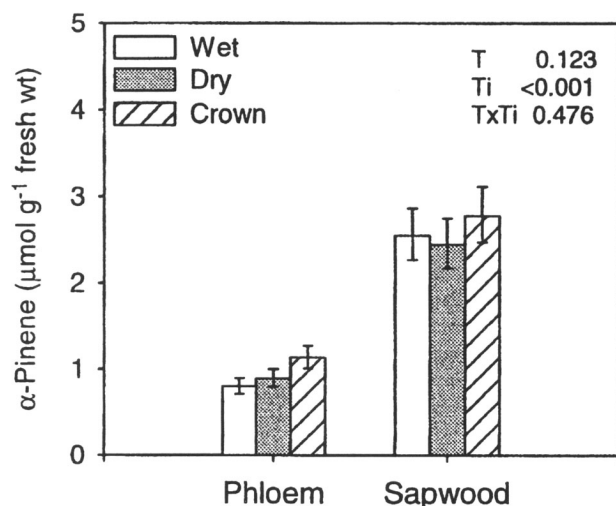 5
4
3
2
1
0
α-Pinene (μmol g⁻¹ fresh wt)
Wet
Dry
Crown
T 0.123
Ti <0.001
TxTi 0.476
Phloem Sapwood